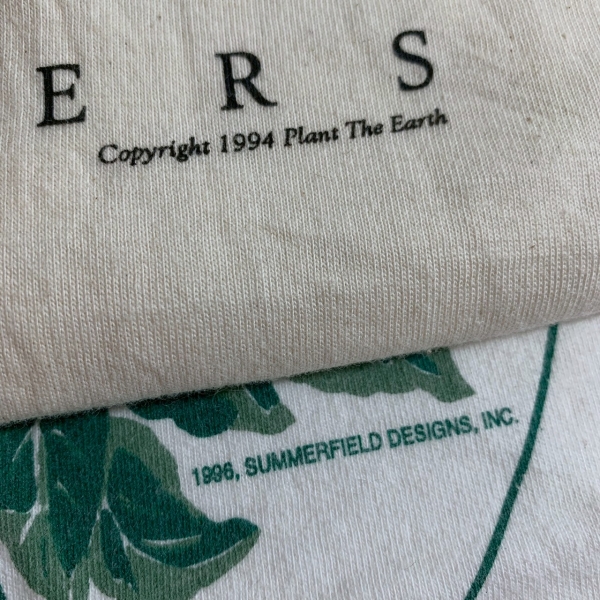 E R S
Copyright 1994 Plant The Earth
1996, SUMMERFIELD DESIGNS, INC.